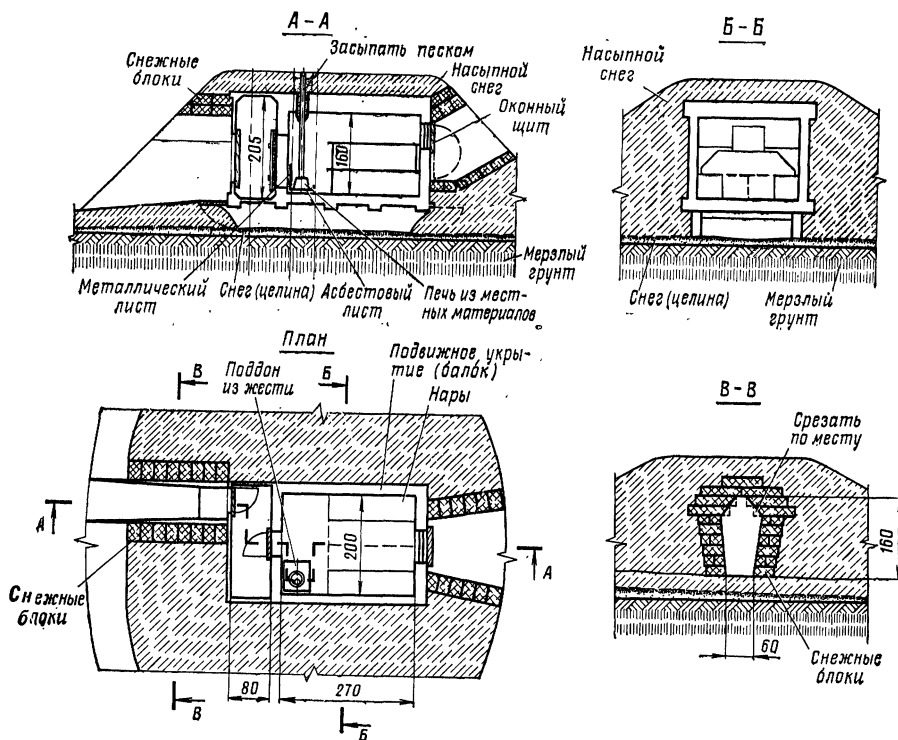 А-А
Засыпать песком
Снежные
блоки
Насыпной
снег
Оконный
щит
205
160
Мерзлый
грунт
Металлический
лист
Снег (целина)
Асбестовый
лист
Печь из мест-
ных материалов
Б-Б
Насыпной
снег
Снег (целина)
Мерзлый
грунт
План
В
Б
Поддон
из жести
Подвижное укры-
тие (балок)
Нары
А
200
А
Снежные
блоки
80
270
В
Б
В-В
Срезать
по месту
160
60
Снежные
блоки